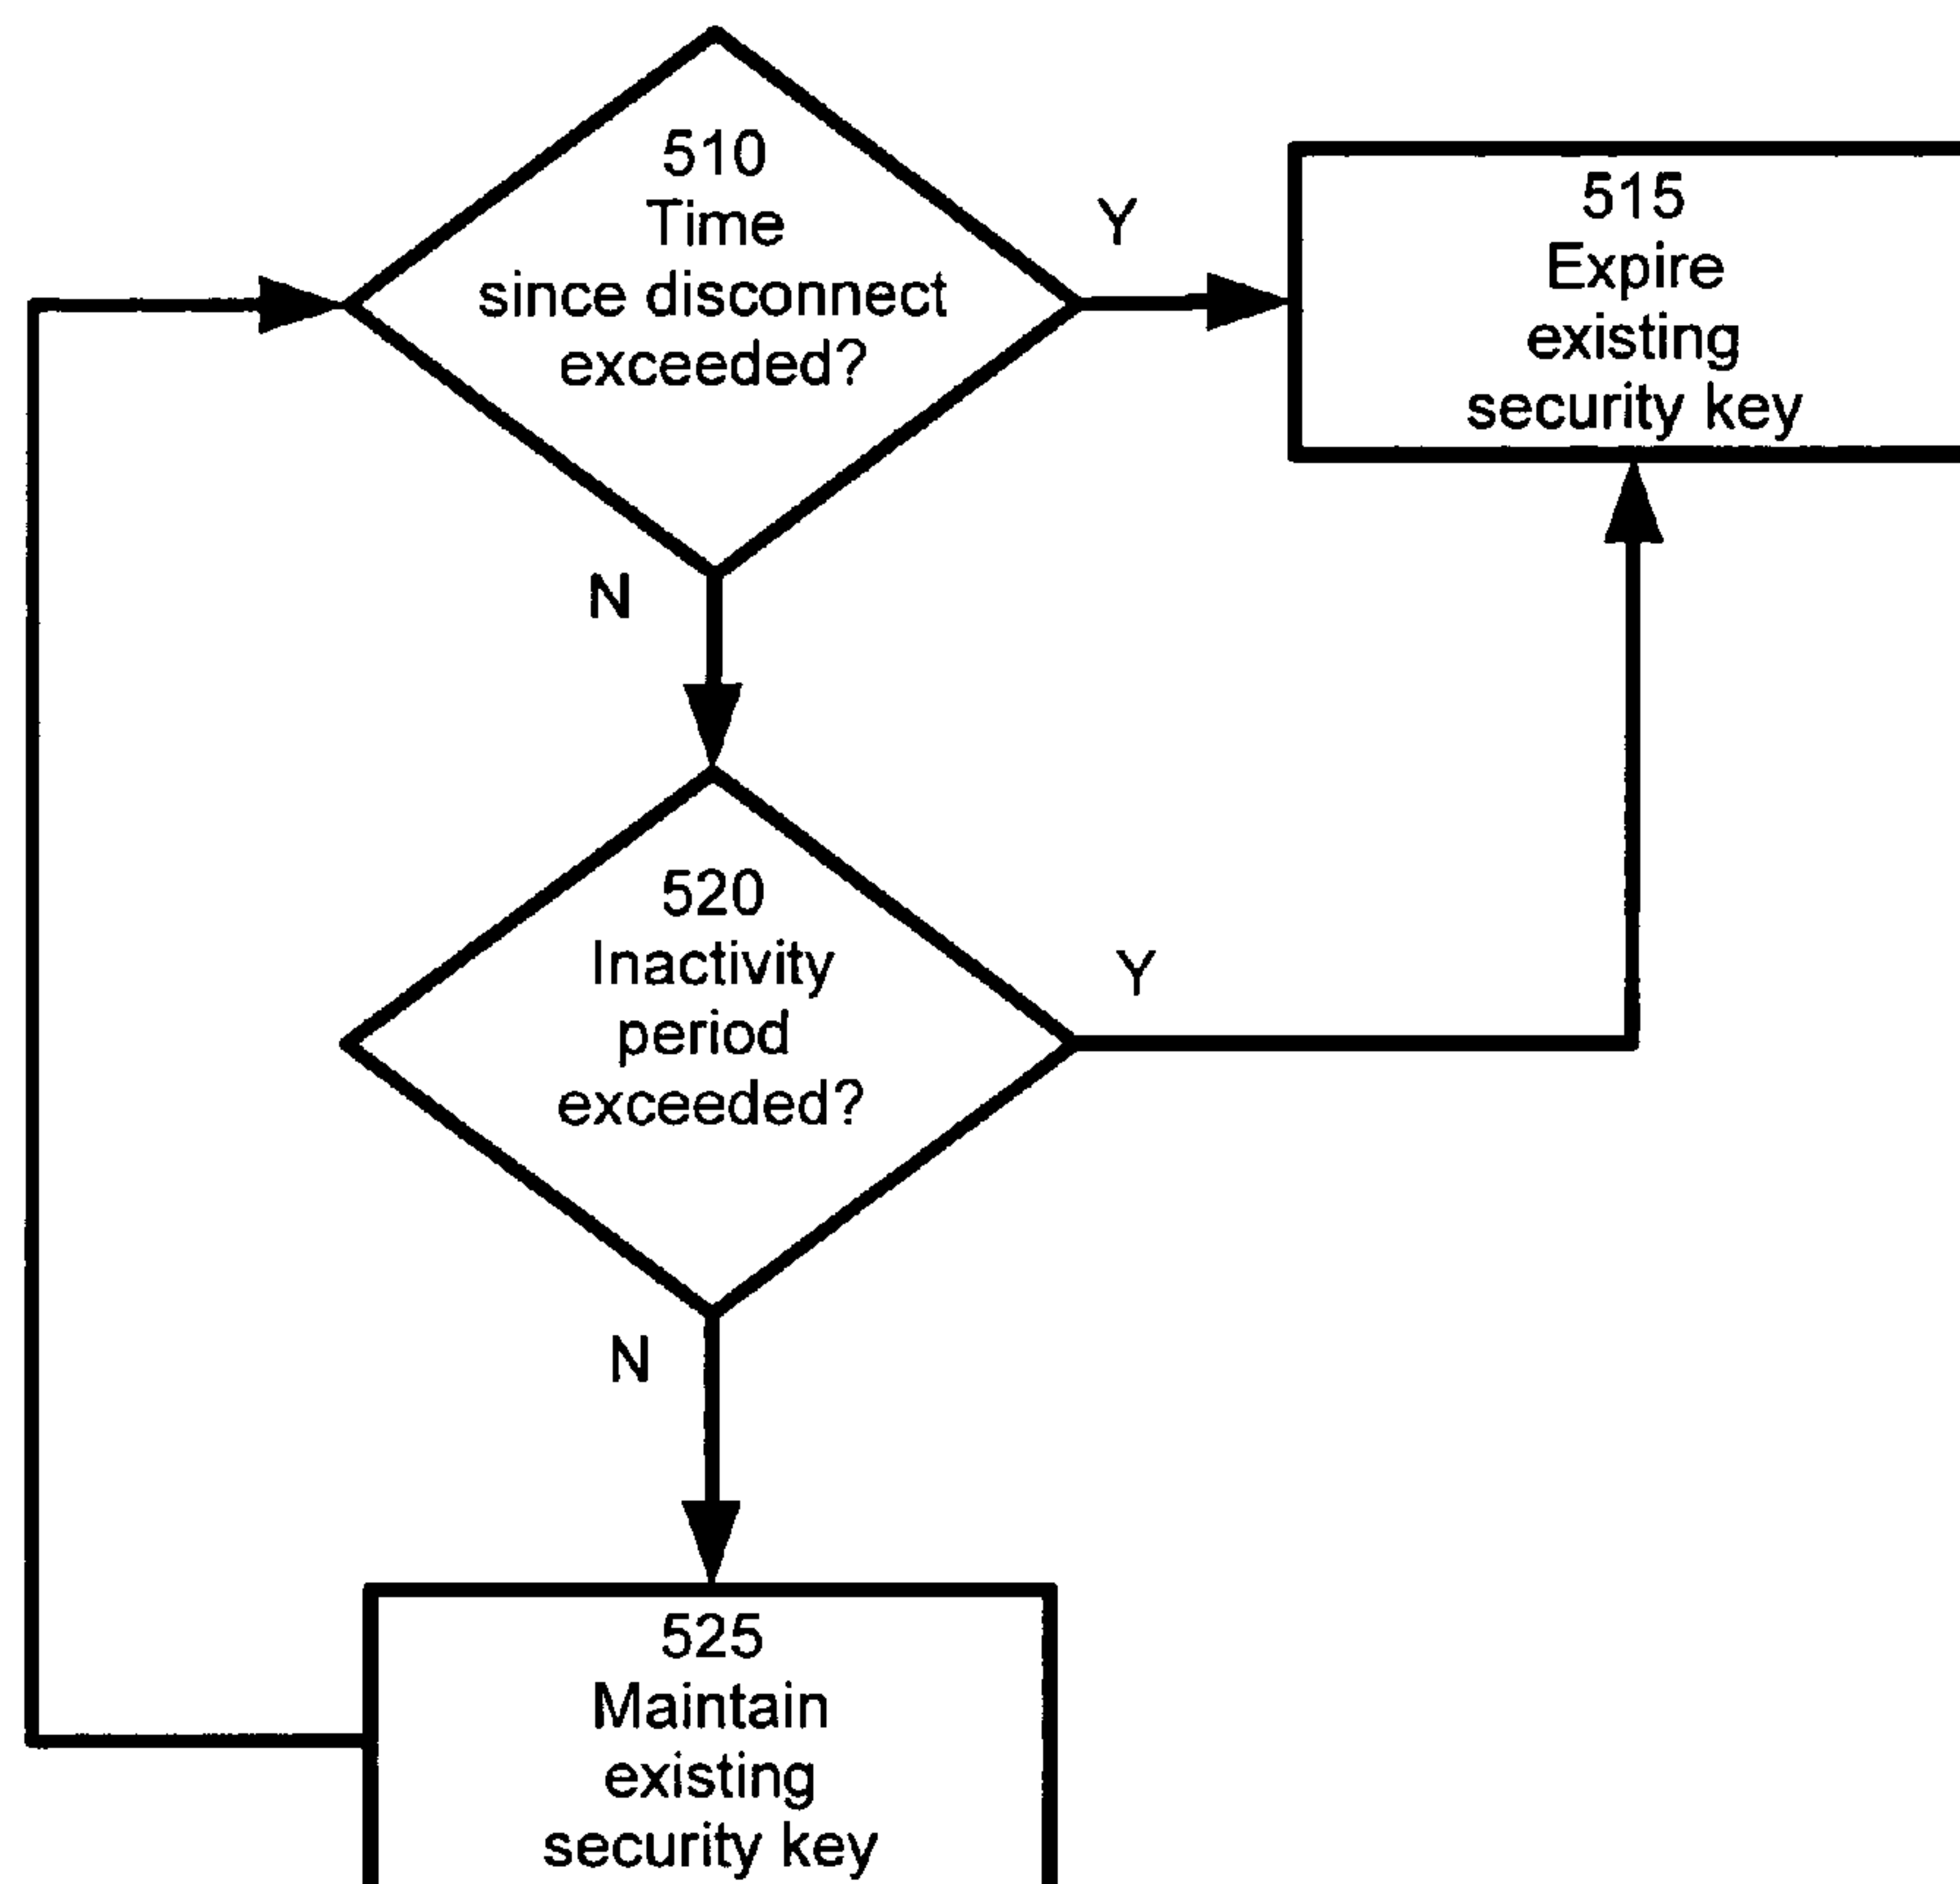 510
Time
since disconnect
exceeded?
Y
515
Expire
existing
security key
N
520
Inactivity
period
exceeded?
Y
N
525
Maintain
existing
security key